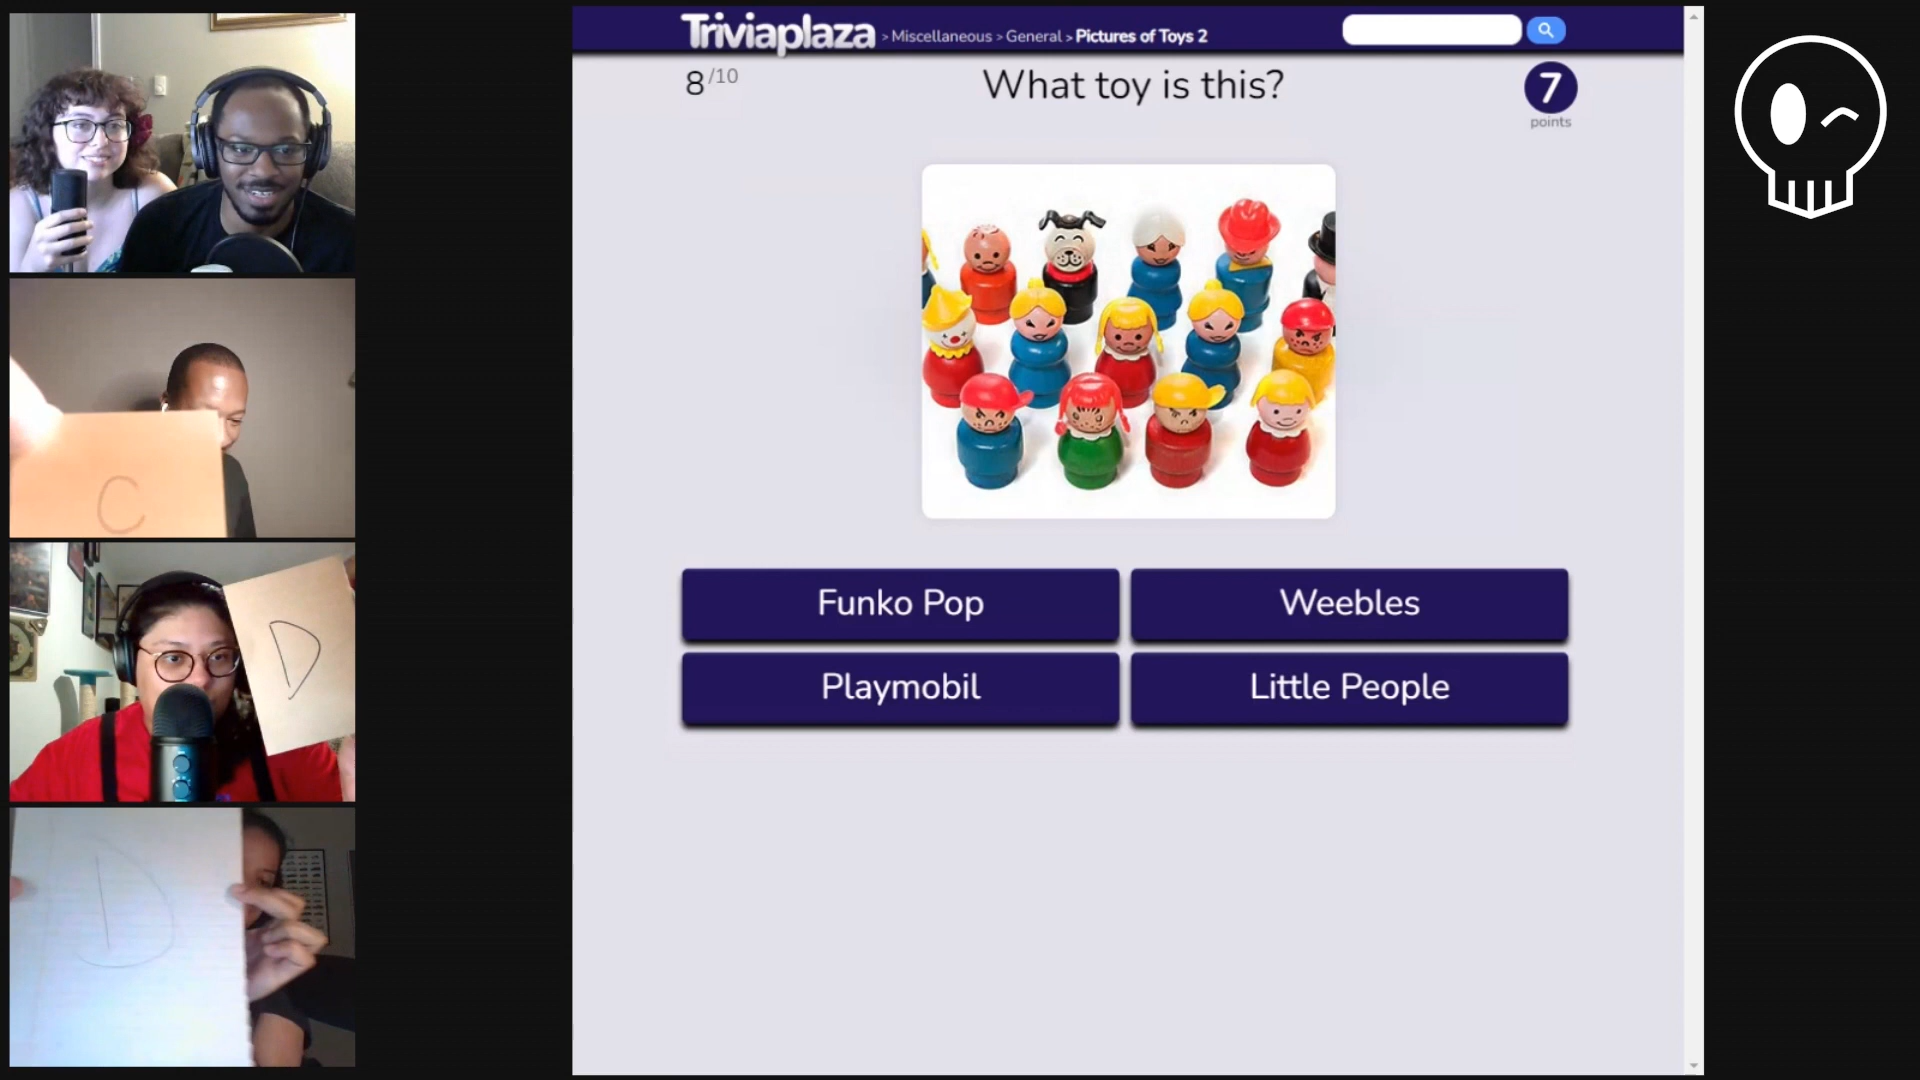 Triviaplaza > Miscellaneous > General > Pictures of Toys 2
8/10
What toy is this?
7
points
Funko Pop
Weebles
Playmobil
Little People
C
D
D